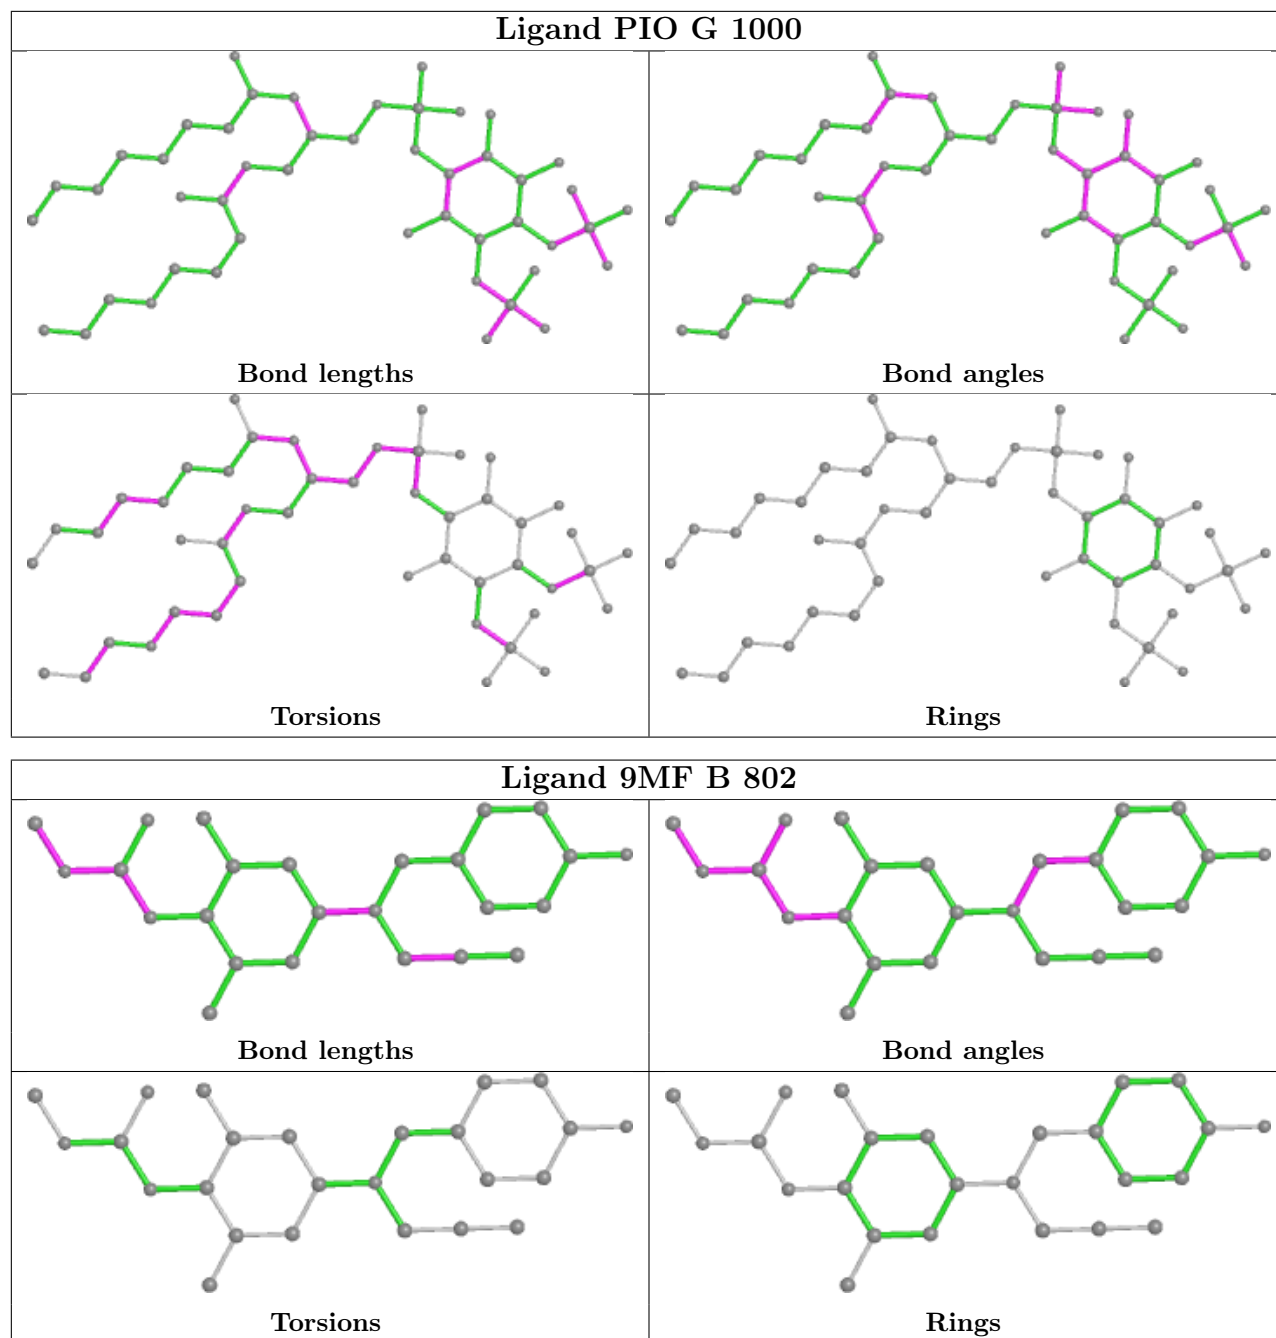 Ligand PIO G 1000
Bond lengths
Bond angles
Torsions
Rings
Ligand 9MF B 802
Bond lengths
Bond angles
Torsions
Rings